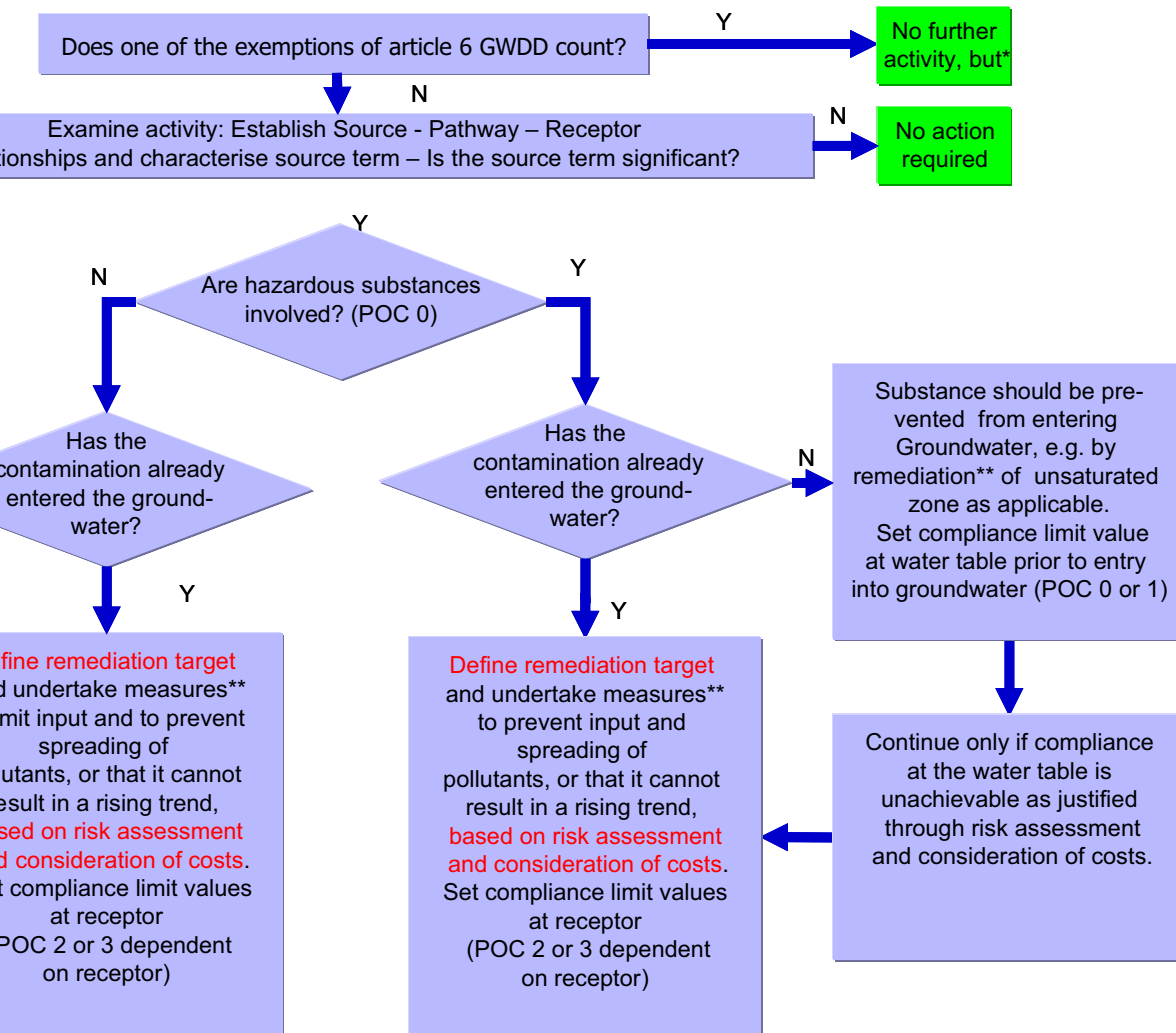 Does one of the exemptions of article 6 GWDD count?
Y
No further
activity, but*
N
Examine activity: Establish Source - Pathway – Receptor
tionships and characterise source term – Is the source term significant?
N
No action
required
Y
Are hazardous substances
involved? (POC 0)
N
Y
Has the
contamination already
entered the ground-
water?
Y
Has the
contamination already
entered the ground-
water?
N
Y
Substance should be pre-
vented from entering
Groundwater, e.g. by
remediation** of unsaturated
zone as applicable.
Set compliance limit value
at water table prior to entry
into groundwater (POC 0 or 1)
fine remediation target
d undertake measures**
mit input and to prevent
spreading of
lutants, or that it cannot
esult in a rising trend,
sed on risk assessment
d consideration of costs.
t compliance limit values
at receptor
POC 2 or 3 dependent
on receptor)
Define remediation target
and undertake measures**
to prevent input and
spreading of
pollutants, or that it cannot
result in a rising trend,
based on risk assessment
and consideration of costs.
Set compliance limit values
at receptor
(POC 2 or 3 dependent
on receptor)
Continue only if compliance
at the water table is
unachievable as justified
through risk assessment
and consideration of costs.